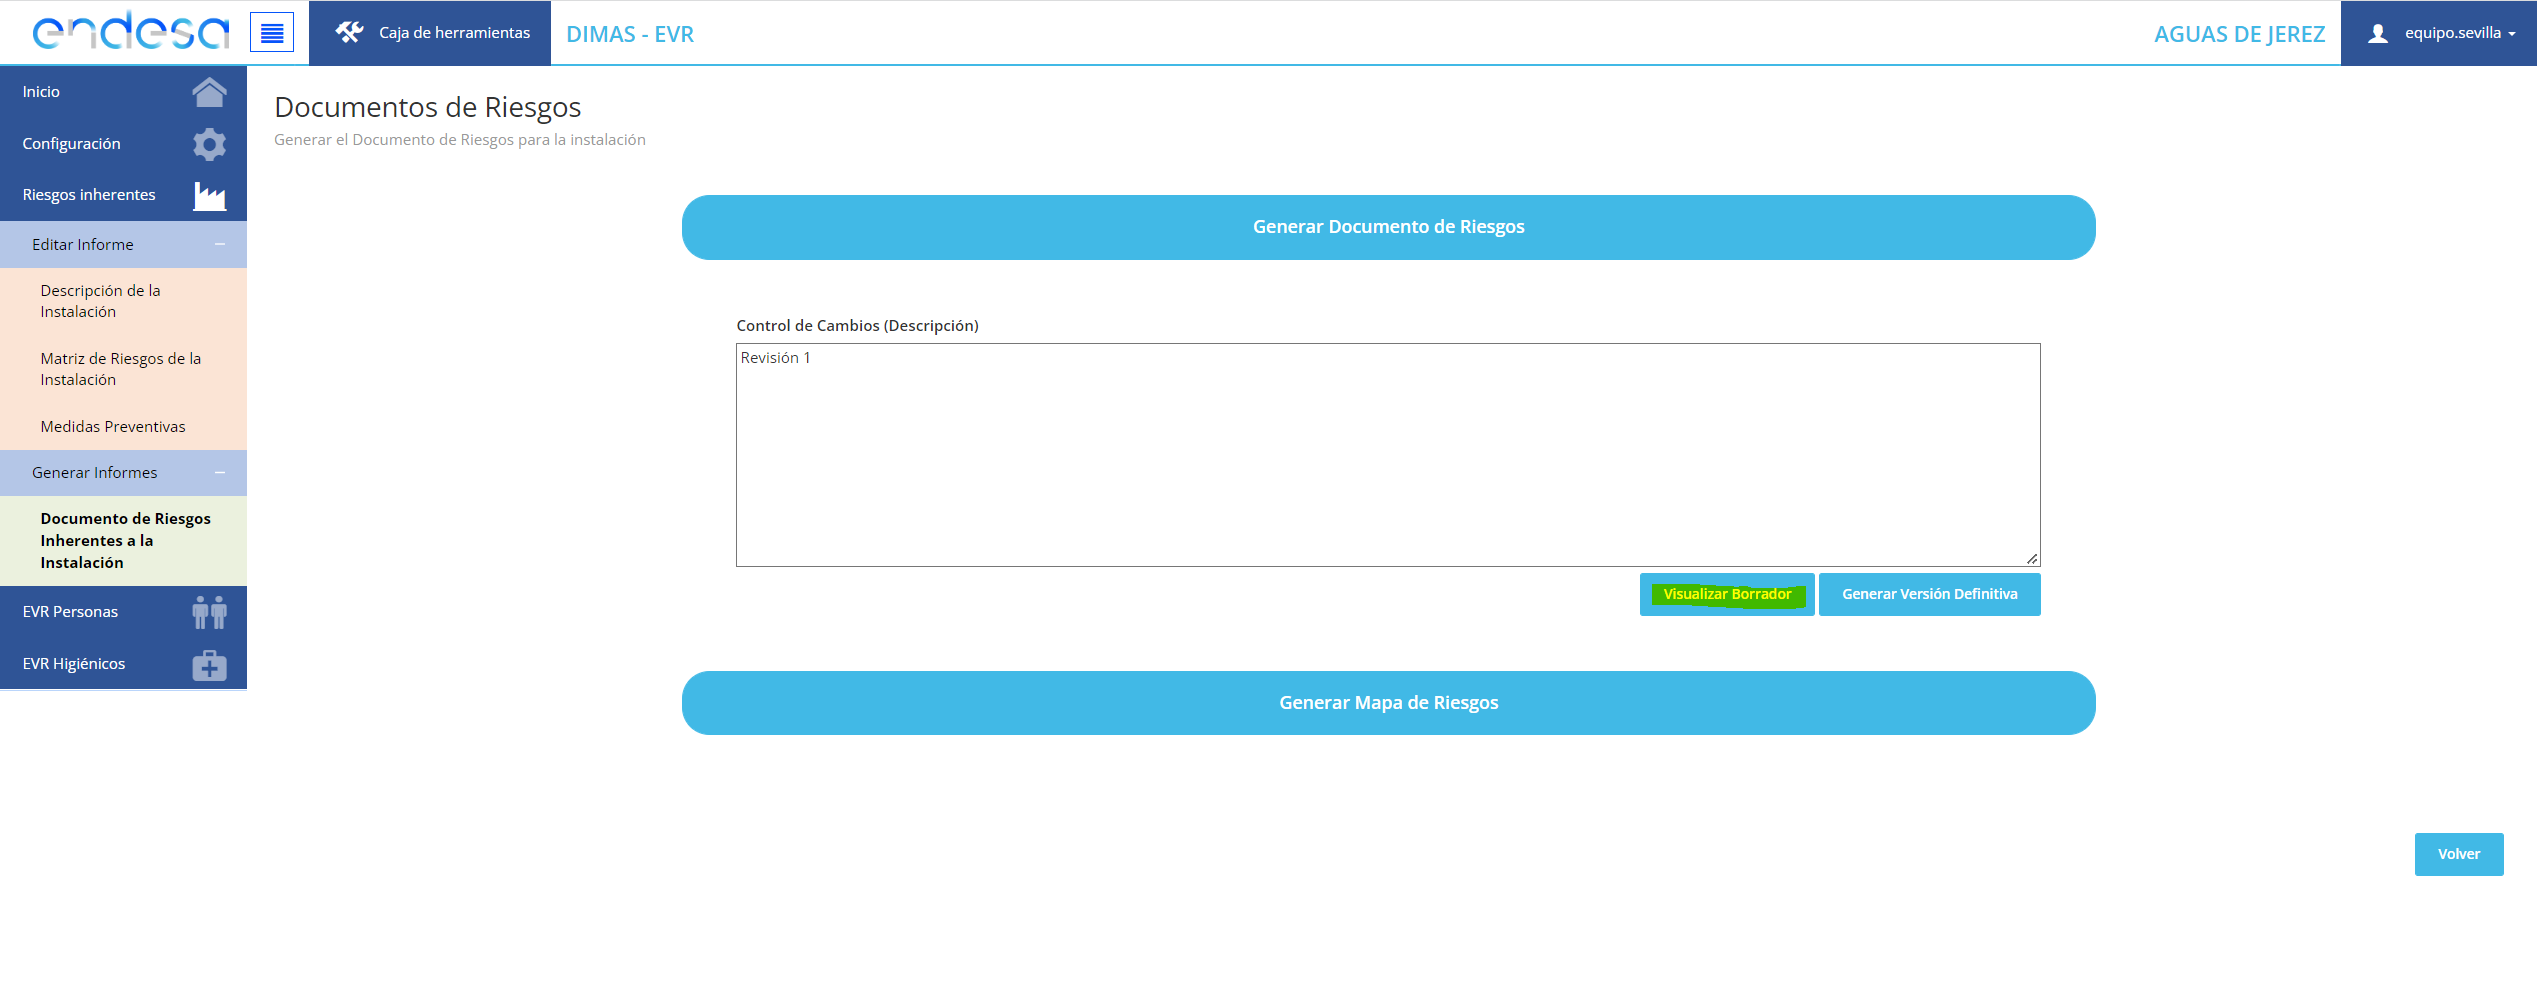 endesa
Caja de herramientas
DIMAS - EVR
AGUAS DE JEREZ
equipo.sevilla
Inicio
Configuración
Riesgos inherentes
Editar Informe
Descripción de la
Instalación
Matriz de Riesgos de la
Instalación
Medidas Preventivas
Generar Informes
Documento de Riesgos
Inherentes a la
Instalación
EVR Personas
EVR Higiénicos
Documentos de Riesgos
Generar el Documento de Riesgos para la instalación
Generar Documento de Riesgos
Control de Cambios (Descripción)
Revisión 1
Visualizar Borrador
Generar Versión Definitiva
Generar Mapa de Riesgos
Volver